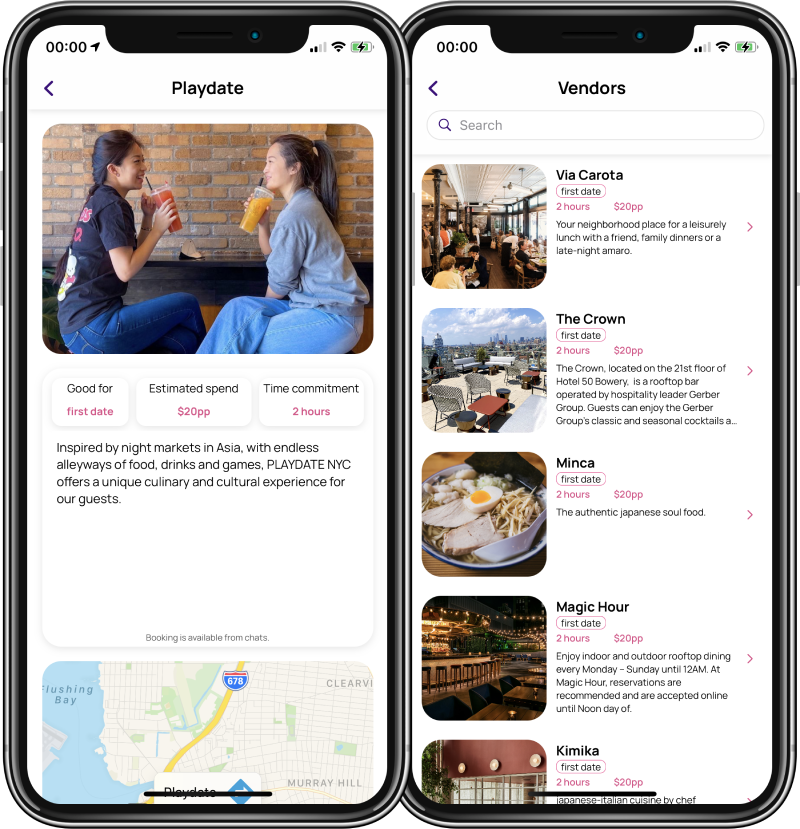 00:00
Playdate
Good for
first date
Estimated spend
$20pp
Time commitment
2 hours
Inspired by night markets in Asia, with endless
alleyways of food, drinks and games, PLAYDATE NYC
offers a unique culinary and cultural experience for
our guests.
Booking is available from chats.
Flushing
Bay
678
CLEARVI
MURRAY HILL
Playdate
00:00
Vendors
Search
Via Carota
first date
2 hours $20pp
Your neighborhood place for a leisurely
lunch with a friend, family dinners or a
late-night amaro.
The Crown
first date
2 hours $20pp
The Crown, located on the 21st floor of
Hotel 50 Bowery, is a rooftop bar
operated by hospitality leader Gerber
Group. Guests can enjoy the Gerber
Group's classic and seasonal cocktails a...
Minca
first date
2 hours $20pp
The authentic japanese soul food.
Magic Hour
first date
2 hours $20pp
Enjoy indoor and outdoor rooftop dining
every Monday – Sunday until 12AM. At
Magic Hour, reservations are
recommended and are accepted online
until Noon day of.
Kimika
first date
2 hours $20pp
japanese-italian cuisine by chef